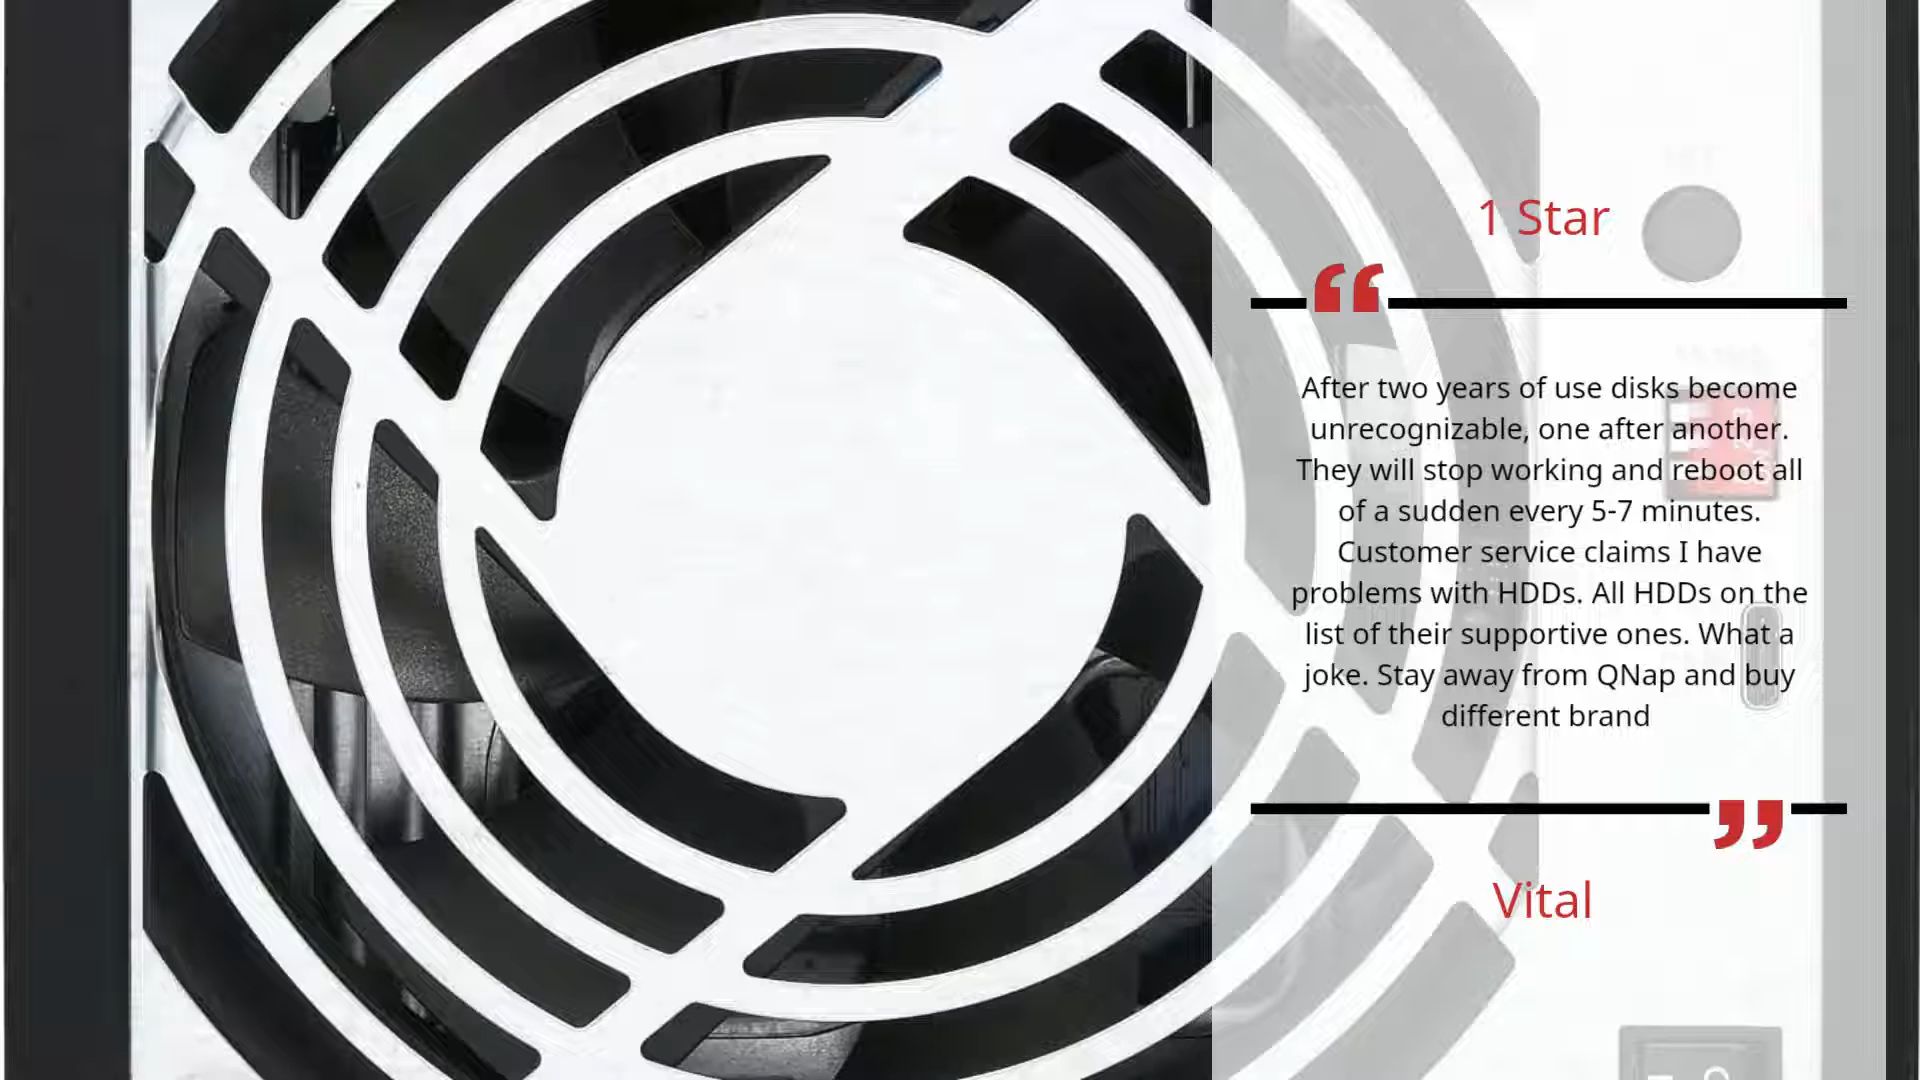 1 Star
“
After two years of use disks become
unrecognizable, one after another.
They will stop working and reboot all
of a sudden every 5-7 minutes.
Customer service claims I have
problems with HDDs. All HDDs on the
list of their supportive ones. What a
joke. Stay away from QNap and buy
different brand
”
Vital